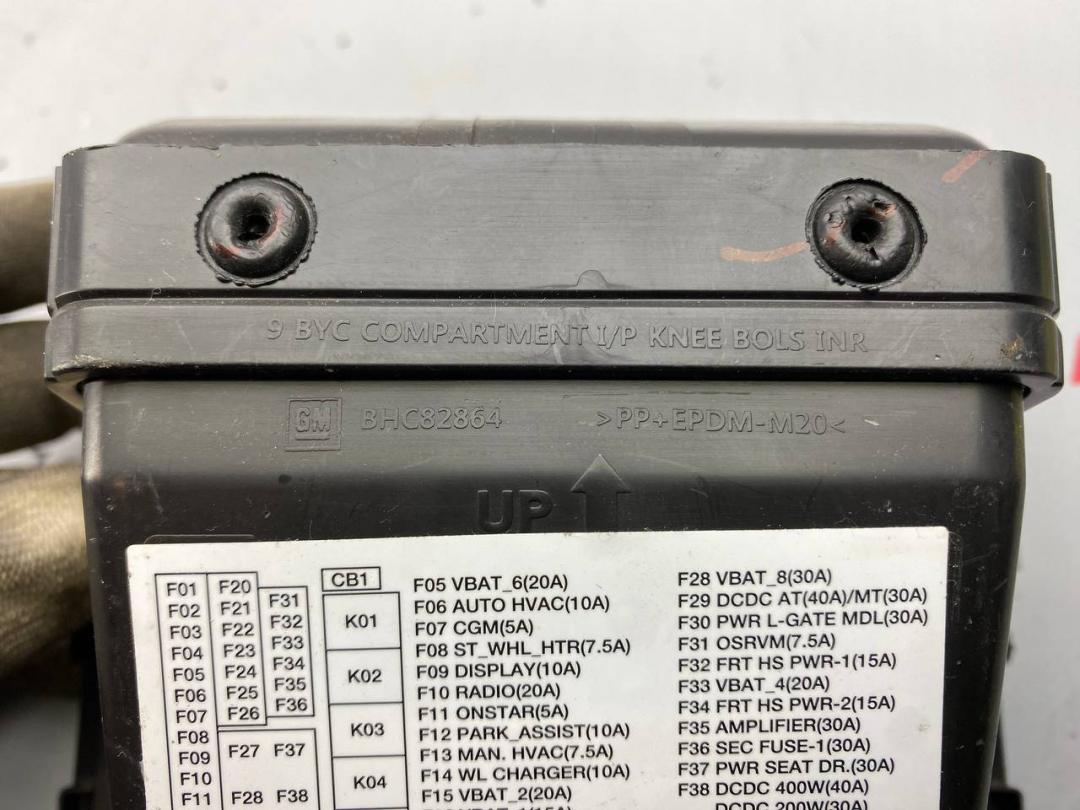 9 BYC COMPARTMENT I/P KNEE BOLS INR
GM BHC82864 >PP+EPDM-M20<
UP
F01 F20
F02 F21 F31
F03 F22 F32
F04 F23 F33
F05 F24 F34
F06 F25 F35
F07 F26 F36
F08
F09 F27 F37
F10
F11 F28 F38
CB1
K01
K02
K03
K04
F05 VBAT_6(20A)
F06 AUTO HVAC(10A)
F07 CGM(5A)
F08 ST_WHL_HTR(7.5A)
F09 DISPLAY(10A)
F10 RADIO(20A)
F11 ONSTAR(5A)
F12 PARK_ASSIST(10A)
F13 MAN. HVAC(7.5A)
F14 WL CHARGER(10A)
F15 VBAT_2(20A)
F28 VBAT_8(30A)
F29 DCDC AT(40A)/MT(30A)
F30 PWR L-GATE MDL(30A)
F31 OSRVM(7.5A)
F32 FRT HS PWR-1(15A)
F33 VBAT_4(20A)
F34 FRT HS PWR-2(15A)
F35 AMPLIFIER(30A)
F36 SEC FUSE-1(30A)
F37 PWR SEAT DR.(30A)
F38 DCDC 400W(40A)
DCDC 200W(30A)